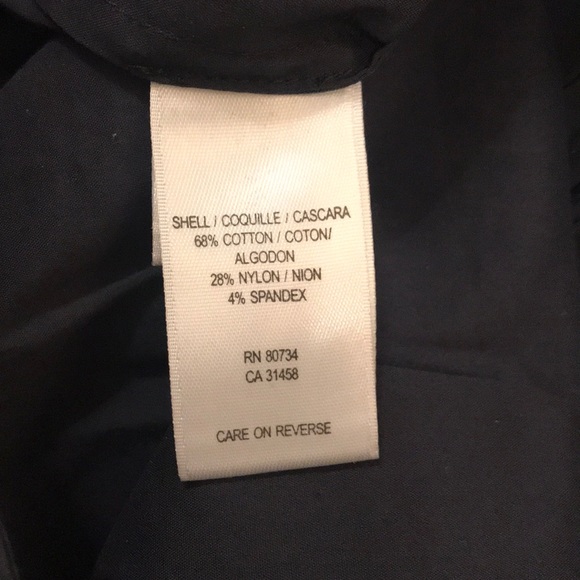 SHELL / COQUILLE / CASCARA
68% COTTON / COTON/
ALGODON
28% NYLON / NION
4% SPANDEX
RN 80734
CA 31458
CARE ON REVERSE